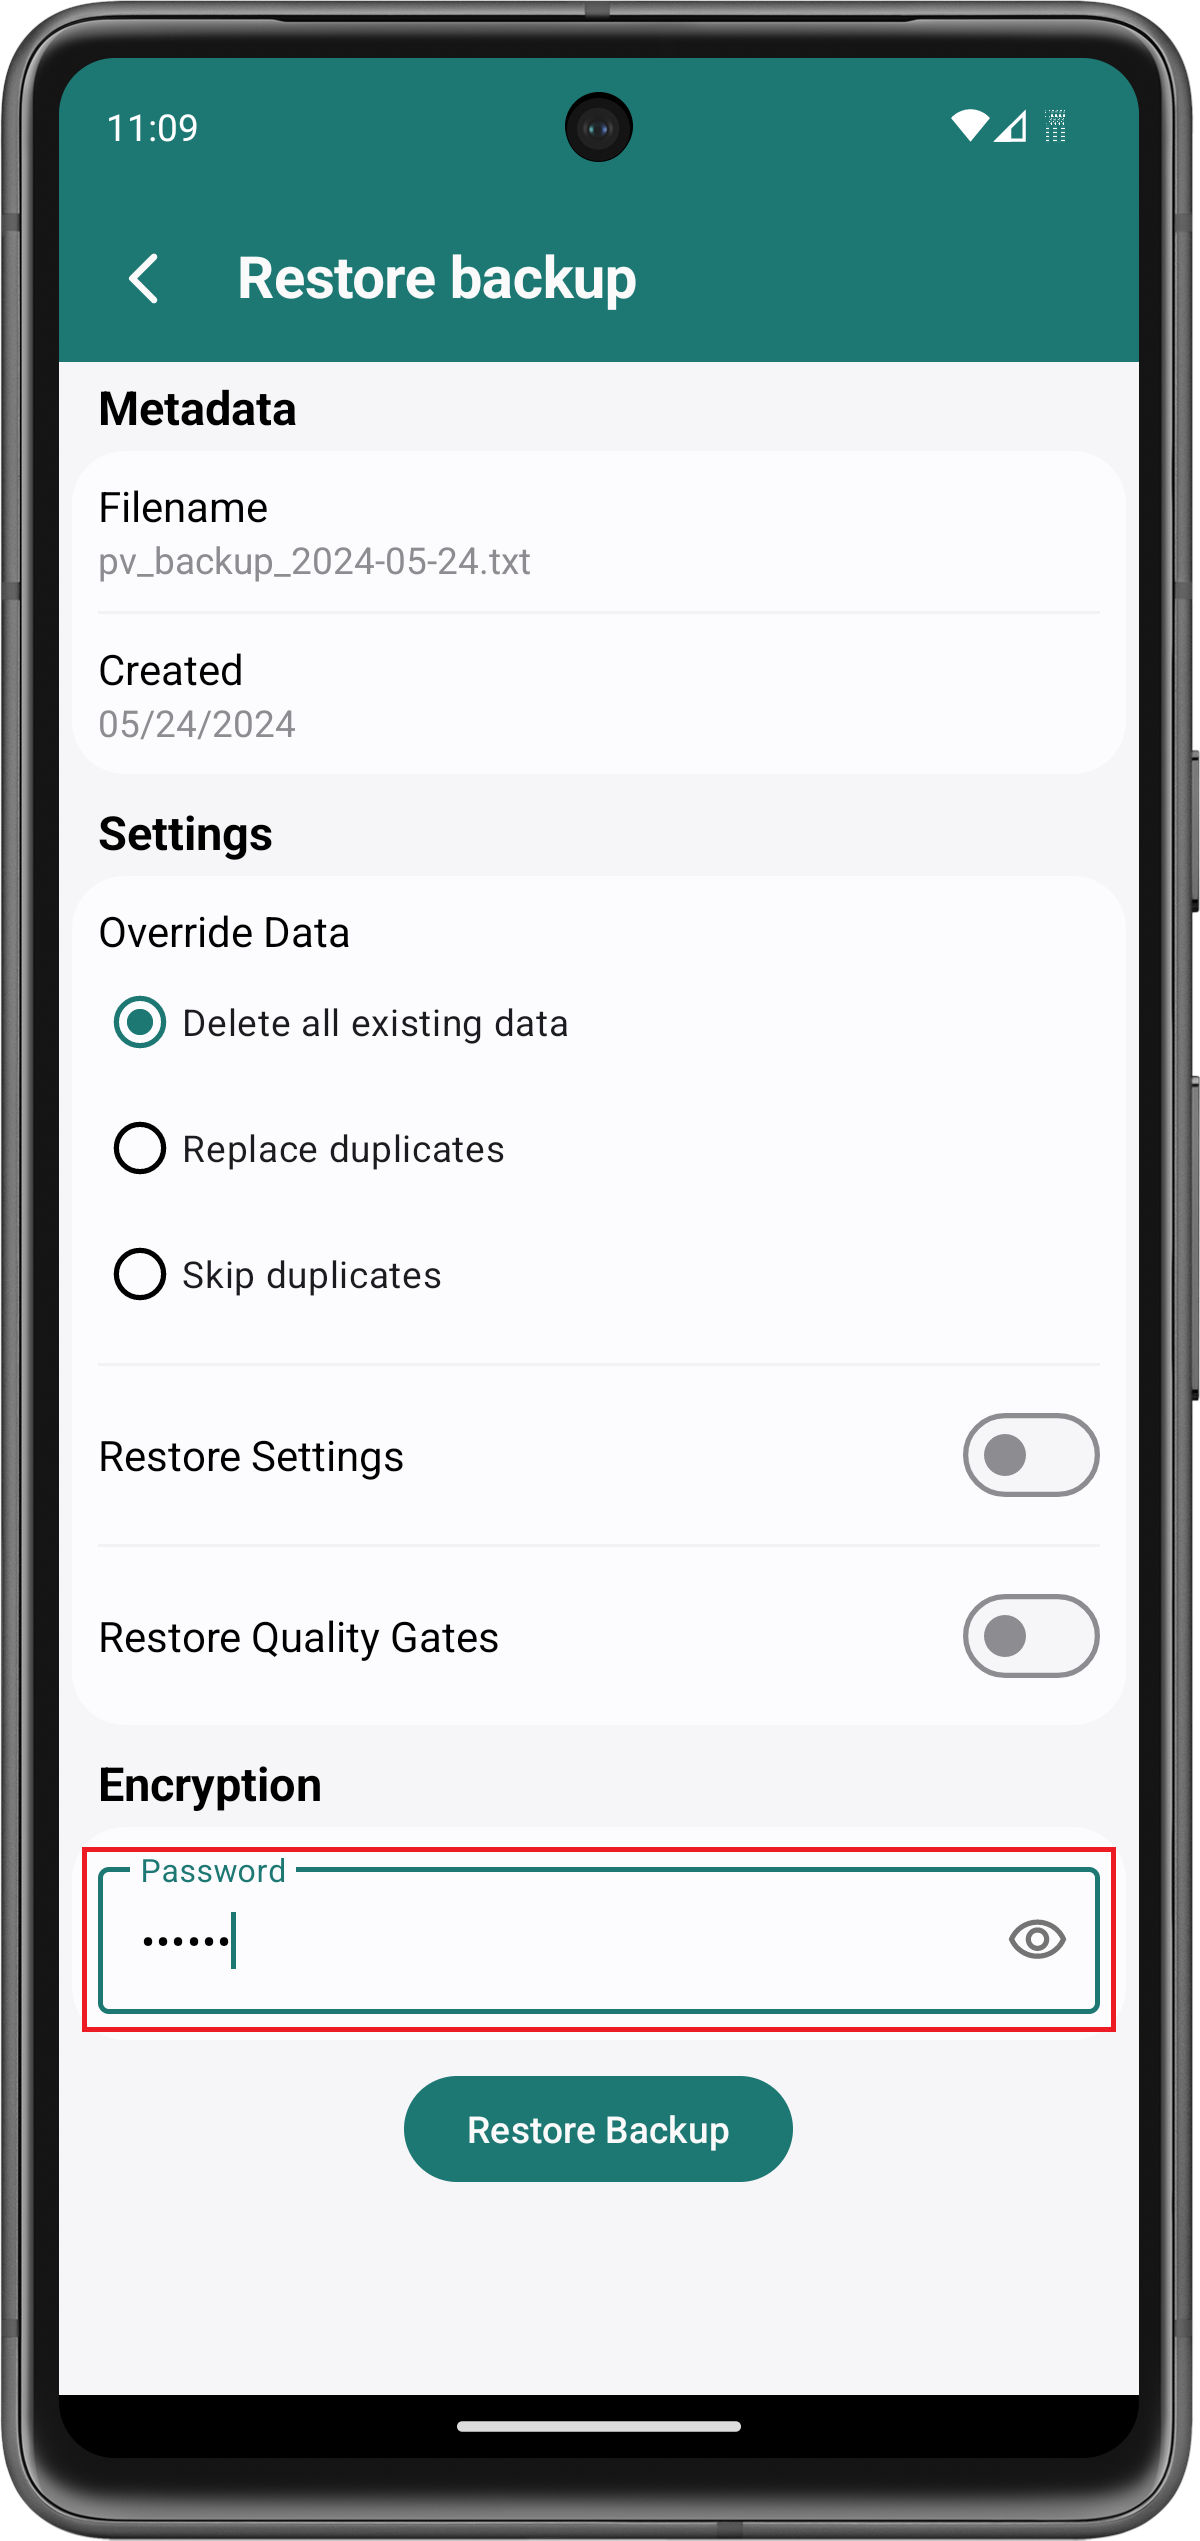 11:09
Restore backup
Metadata
Filename
pv_backup_2024-05-24.txt
Created
05/24/2024
Settings
Override Data
Delete all existing data
Replace duplicates
Skip duplicates
Restore Settings
Restore Quality Gates
Encryption
Password
••••••
Restore Backup